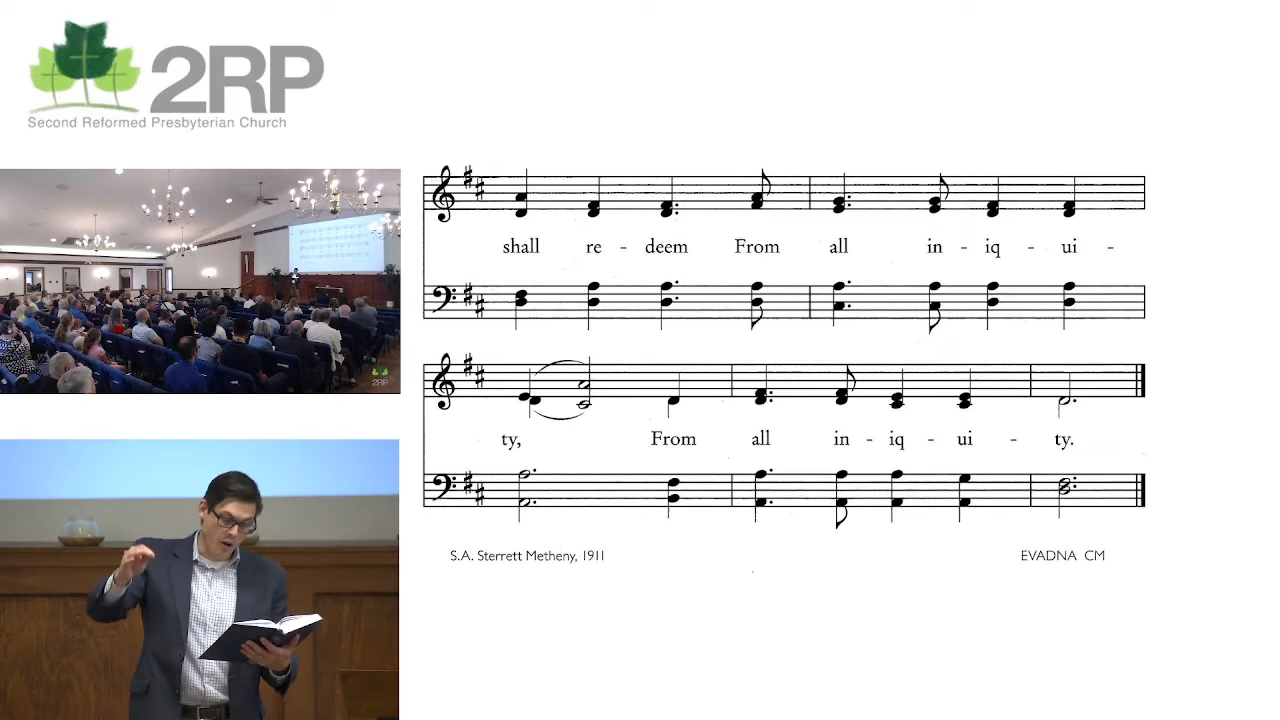 2RP
Second Reformed Presbyterian Church
shall re - deem From all in - iq - ui -
ty, From all in - iq - ui - ty.
S.A. Sterrett Metheny, 1911
EVADNA CM
2RP